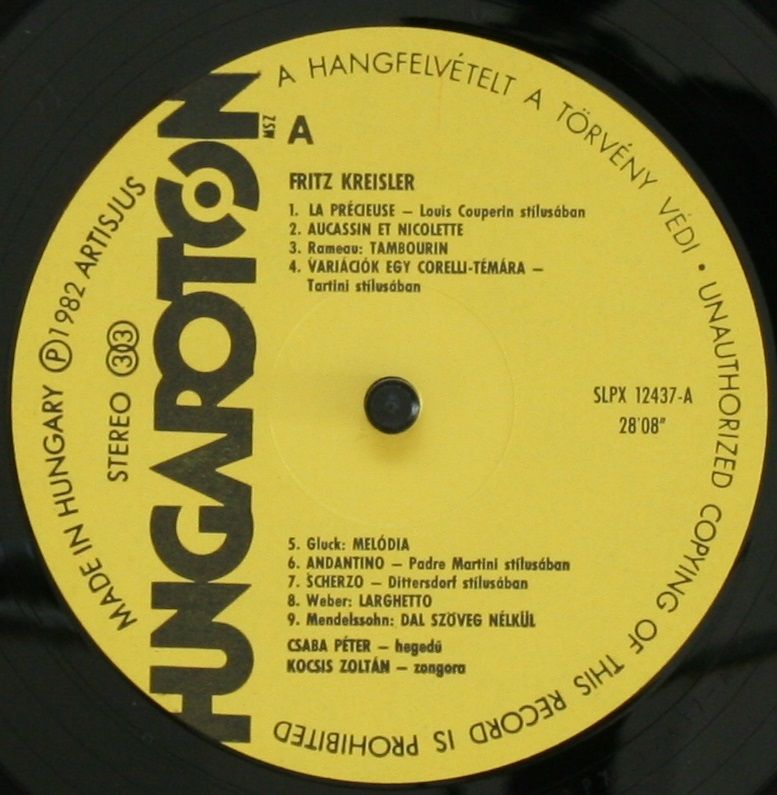 A HANGFELVÉTELT A TÖRVÉNY VÉDI • UNAUTHORIZED COPYING OF THIS RECORD IS PROHIBITED
MADE IN HUNGARY Ⓟ 1982 ARTISJUS
STEREO 33
HUNGAROTON
MSZ
A
FRITZ KREISLER
1. LA PRÉCIEUSE – Louis Couperin stílusában
2. AUCASSIN ET NICOLETTE
3. Rameau: TAMBOURIN
4. VARIÁCIÓK EGY CORELLI-TÉMÁRA –
Tartini stílusában
SLPX 12437-A
28'08"
5. Gluck: MELÓDIA
6. ANDANTINO – Padre Martini stílusában
7. SCHERZO – Dittersdorf stílusában
8. Weber: LARGHETTO
9. Mendelssohn: DAL SZÖVEG NÉLKÜL
CSABA PÉTER – hegedű
KOCSIS ZOLTÁN – zongora